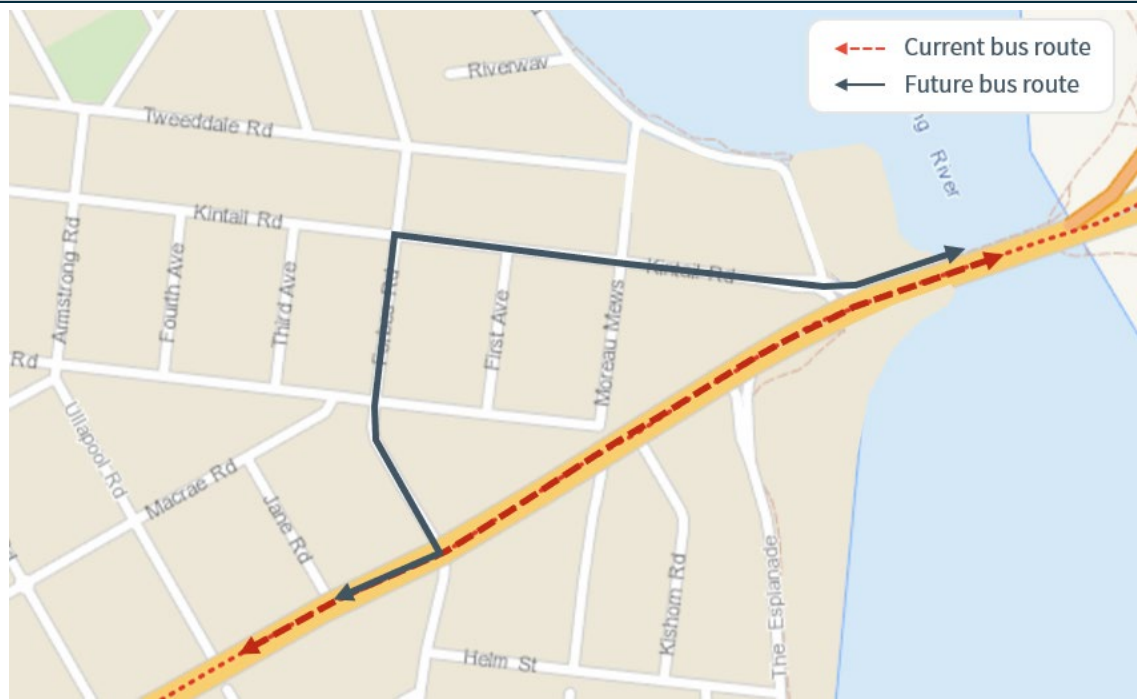 Current bus route
Future bus route
Riverway
Tweeddale Rd
River
Kintail Rd
Kintail Rd
Armstrong Rd
Fourth Ave
Third Ave
First Ave
Moreau Mews
Rd
Ullapool Rd
Macrae Rd
Jane Rd
Kishorn Rd
The Esplanade
Helm St